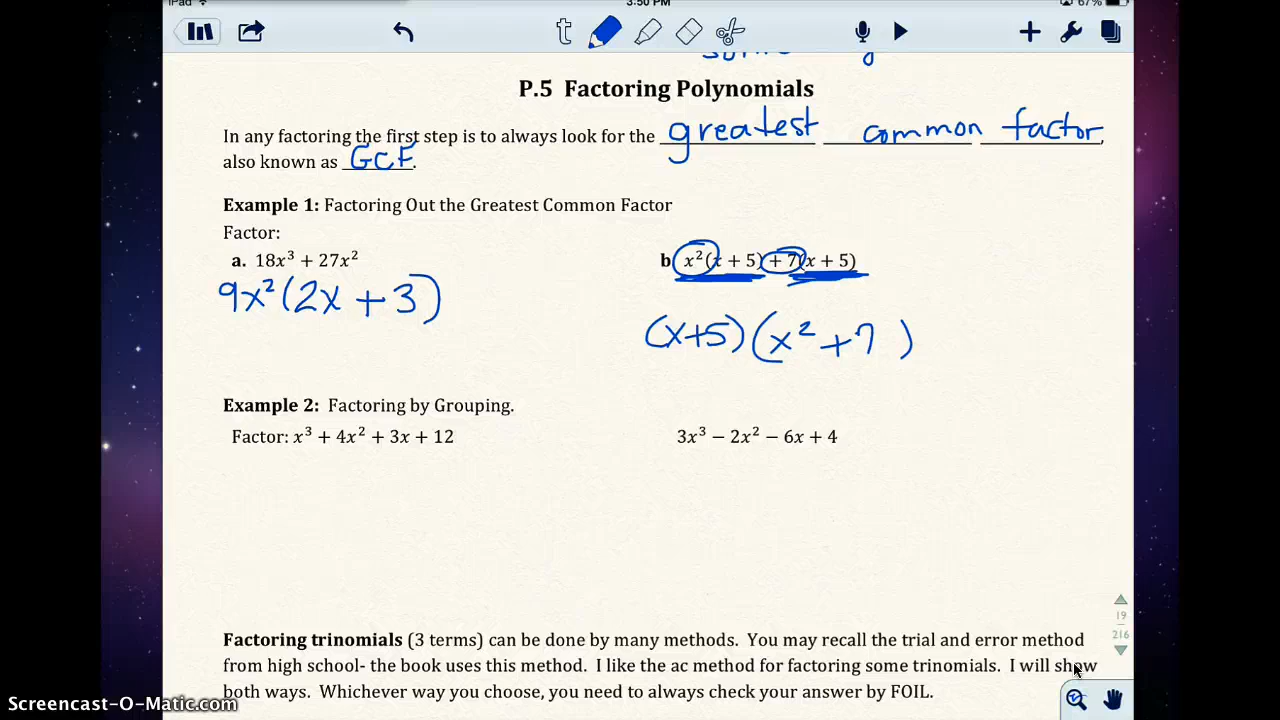 iPad 3:50 PM 67%
t
P.5 Factoring Polynomials
In any factoring the first step is to always look for the greatest common factor,
also known as GCF.
Example 1: Factoring Out the Greatest Common Factor
Factor:
a. 18x³ + 27x² b x²(x + 5) + 7(x + 5)
9x²(2x + 3)
(x+5)(x² + 7 )
Example 2: Factoring by Grouping.
Factor: x³ + 4x² + 3x + 12 3x³ − 2x² − 6x + 4
19
216
Factoring trinomials (3 terms) can be done by many methods. You may recall the trial and error method
from high school- the book uses this method. I like the ac method for factoring some trinomials. I will show
both ways. Whichever way you choose, you need to always check your answer by FOIL.
Screencast-O-Matic.com